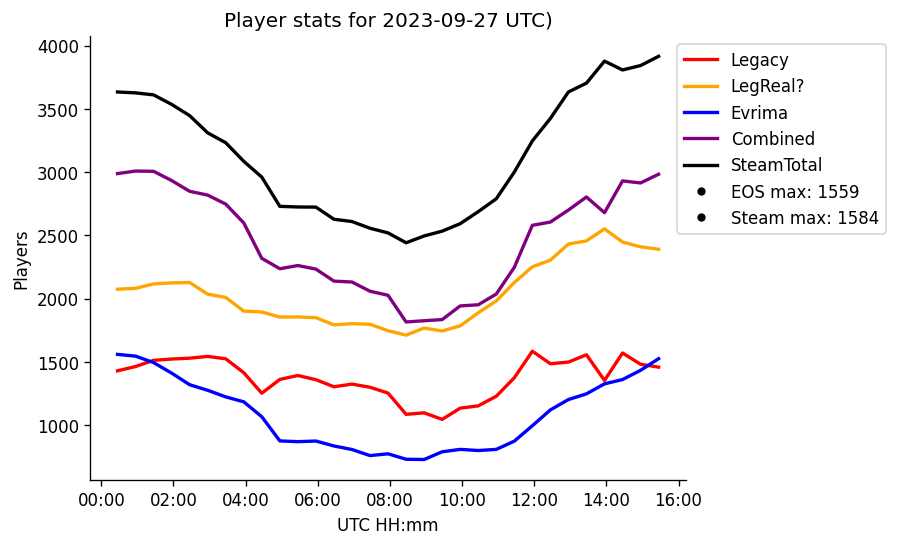 Player stats for 2023-09-27 UTC)
4000
3500
3000
2500
2000
1500
1000
Players
00:00 02:00 04:00 06:00 08:00 10:00 12:00 14:00 16:00
UTC HH:mm
Legacy
LegReal?
Evrima
Combined
SteamTotal
EOS max: 1559
Steam max: 1584